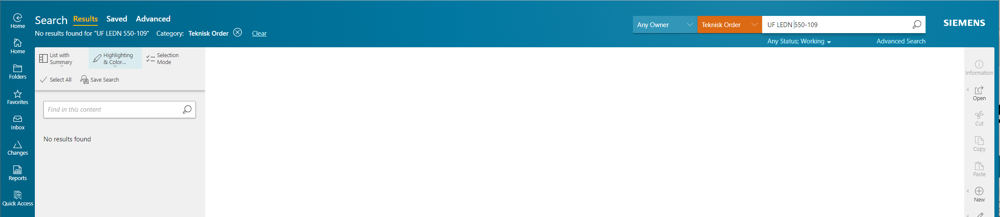 Home
Home
Folders
Favorites
Inbox
Changes
Reports
Quick Access
Search Results Saved Advanced
No results found for "UF LEDN 550-109" Category: Teknisk Order Clear
Any Owner Teknisk Order UF LEDN 550-109
Any Status; Working Advanced Search
SIEMENS
List with
Summary
Highlighting
& Color...
Selection
Mode
Select All Save Search
Find in this content
No results found
Information
Open
Cut
Copy
Paste
New